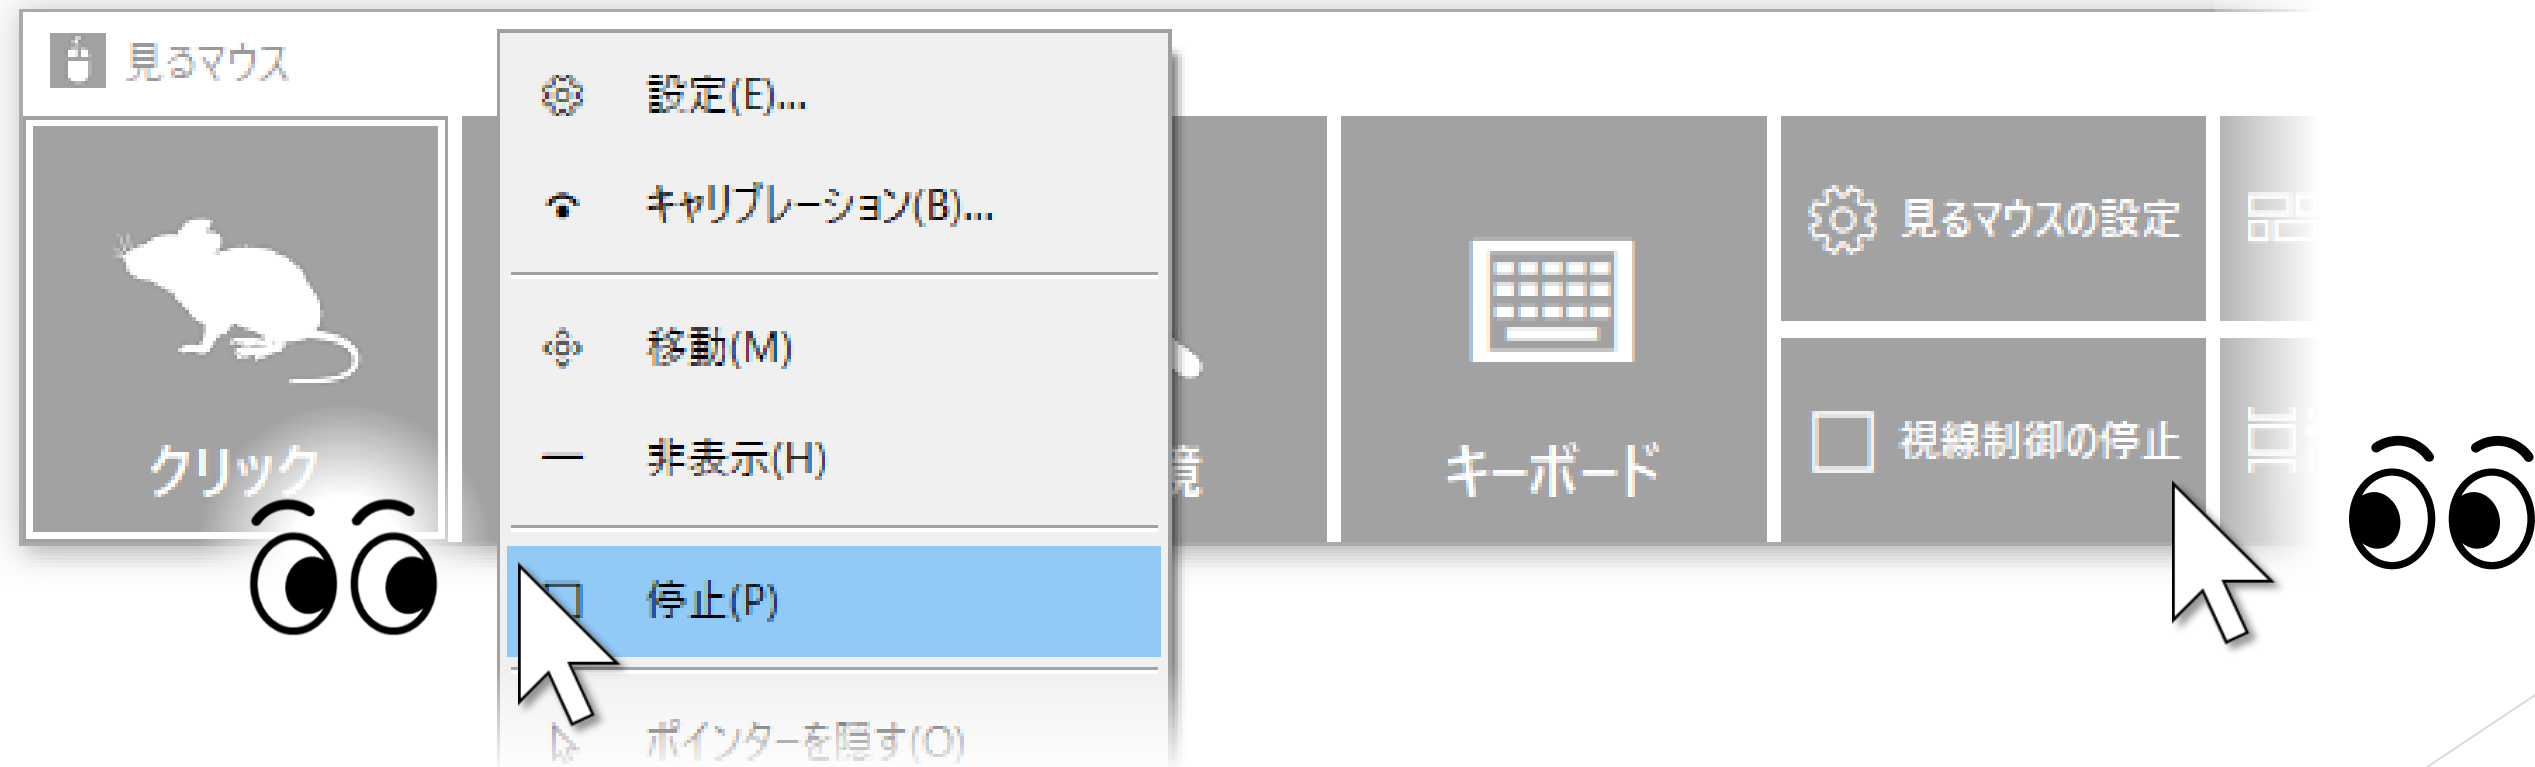 見るマウス
設定(E)...
キャリブレーション(B)...
移動(M)
非表示(H)
停止(P)
ポインターを隠す(O)
クリック
鏡
キーボード
見るマウスの設定
視線制御の停止